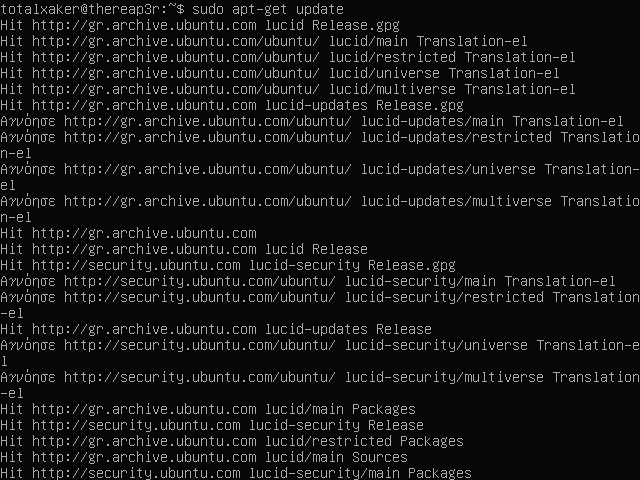 totalxaker@thereap3r:~$ sudo apt-get update
Hit http://gr.archive.ubuntu.com lucid Release.gpg
Hit http://gr.archive.ubuntu.com/ubuntu/ lucid/main Translation-el
Hit http://gr.archive.ubuntu.com/ubuntu/ lucid/restricted Translation-el
Hit http://gr.archive.ubuntu.com/ubuntu/ lucid/universe Translation-el
Hit http://gr.archive.ubuntu.com/ubuntu/ lucid/multiverse Translation-el
Hit http://gr.archive.ubuntu.com lucid-updates Release.gpg
Αγνόησε http://gr.archive.ubuntu.com/ubuntu/ lucid-updates/main Translation-el
Αγνόησε http://gr.archive.ubuntu.com/ubuntu/ lucid-updates/restricted Translatio
n-el
Αγνόησε http://gr.archive.ubuntu.com/ubuntu/ lucid-updates/universe Translation-
el
Αγνόησε http://gr.archive.ubuntu.com/ubuntu/ lucid-updates/multiverse Translatio
n-el
Hit http://gr.archive.ubuntu.com
Hit http://gr.archive.ubuntu.com lucid Release
Hit http://security.ubuntu.com lucid-security Release.gpg
Αγνόησε http://security.ubuntu.com/ubuntu/ lucid-security/main Translation-el
Αγνόησε http://security.ubuntu.com/ubuntu/ lucid-security/restricted Translation
-el
Hit http://gr.archive.ubuntu.com lucid-updates Release
Αγνόησε http://security.ubuntu.com/ubuntu/ lucid-security/universe Translation-e
l
Αγνόησε http://security.ubuntu.com/ubuntu/ lucid-security/multiverse Translation
-el
Hit http://gr.archive.ubuntu.com lucid/main Packages
Hit http://security.ubuntu.com lucid-security Release
Hit http://gr.archive.ubuntu.com lucid/restricted Packages
Hit http://gr.archive.ubuntu.com lucid/main Sources
Hit http://security.ubuntu.com lucid-security/main Packages